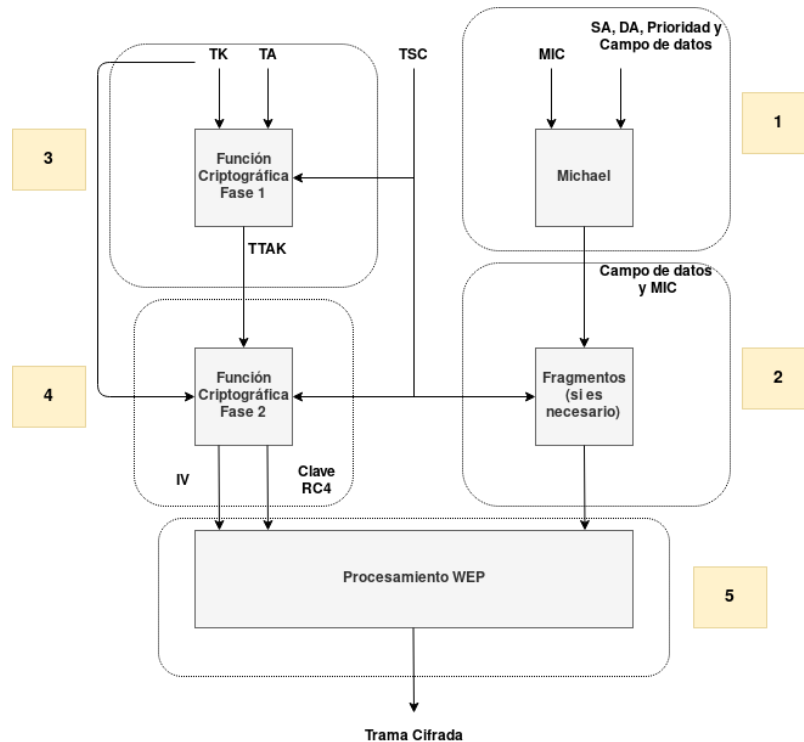 TK
TA
TSC
MIC
SA, DA, Prioridad y
Campo de datos
3
Función
Criptográfica
Fase 1
Michael
1
TTAK
Campo de datos
y MIC
4
Función
Criptográfica
Fase 2
Fragmentos
(si es
necesario)
2
IV
Clave
RC4
Procesamiento WEP
5
Trama Cifrada